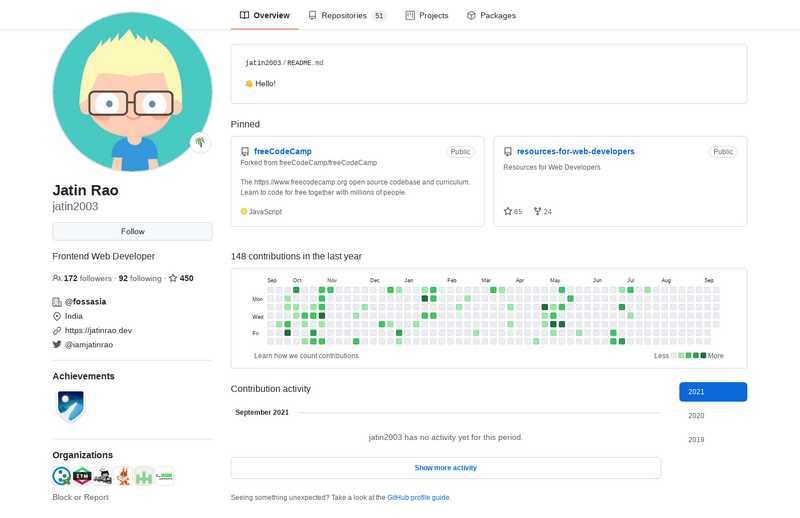 Overview
Repositories 51
Projects
Packages
jatin2003 / README.md
👋 Hello!
Pinned
freeCodeCamp
Public
Forked from freeCodeCamp/freeCodeCamp
The https://www.freecodecamp.org open source codebase and curriculum.
Learn to code for free together with millions of people.
JavaScript
resources-for-web-developers
Public
Resources for Web Developers
65 24
Jatin Rao
jatin2003
Follow
Frontend Web Developer
172 followers · 92 following · 450
@fossasia
India
https://jatinrao.dev
@iamjatinrao
Achievements
Organizations
Block or Report
148 contributions in the last year
Sep Oct Nov Dec Jan Feb Mar Apr May Jun Jul Aug Sep
Mon
Wed
Fri
Learn how we count contributions
Less More
Contribution activity
2021
2020
2019
September 2021
jatin2003 has no activity yet for this period.
Show more activity
Seeing something unexpected? Take a look at the GitHub profile guide.